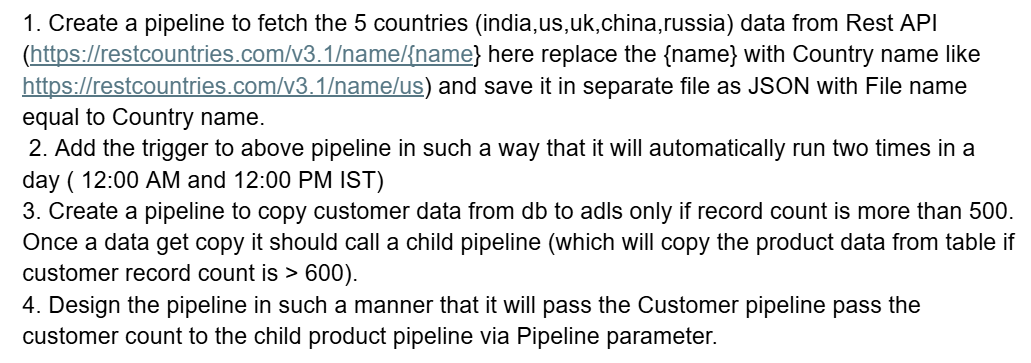 1. Create a pipeline to fetch the 5 countries (india,us,uk,china,russia) data from Rest API
(https://restcountries.com/v3.1/name/{name} here replace the {name} with Country name like
https://restcountries.com/v3.1/name/us) and save it in separate file as JSON with File name
equal to Country name.
2. Add the trigger to above pipeline in such a way that it will automatically run two times in a
day ( 12:00 AM and 12:00 PM IST)
3. Create a pipeline to copy customer data from db to adls only if record count is more than 500.
Once a data get copy it should call a child pipeline (which will copy the product data from table if
customer record count is > 600).
4. Design the pipeline in such a manner that it will pass the Customer pipeline pass the
customer count to the child product pipeline via Pipeline parameter.